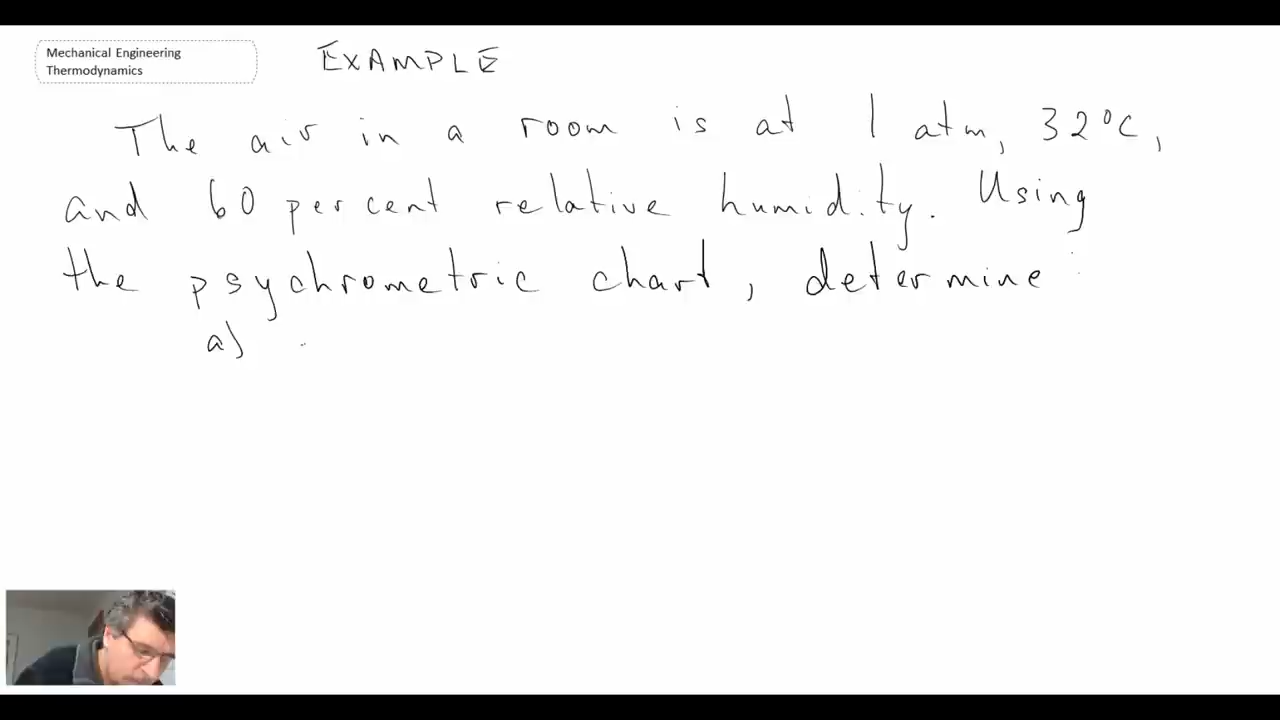 Mechanical Engineering
Thermodynamics
EXAMPLE
The air in a room is at 1 atm, 32°C,
and 60 percent relative humidity. Using
the psychrometric chart, determine
a)